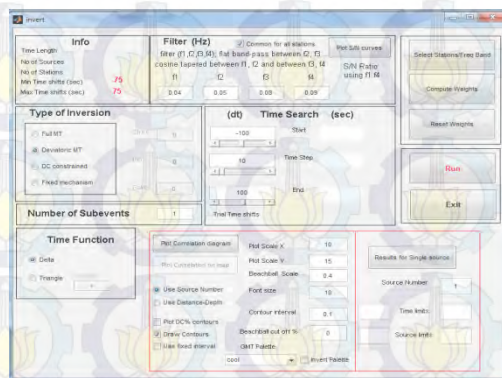 invert
Info
Time Length
No of Sources
No of Stations
Min Time shifts (sec) 75
Max Time shifts (sec) 75
Filter (Hz)
Common for all stations
filter (f1,f2,f3,f4); flat band-pass between f2, f3
cosine tapered between f1, f2 and between f3, f4
f1 f2 f3 f4
0.04 0.05 0.09 0.09
Plot S/N curves
S/N Ratio
using f1 f4
Select Stations/Freq Band
Compute Weights
Reset Weights
Type of Inversion
Full MT
Deviatoric MT
DC constrained
Fixed mechanism
0
0
0
(dt) Time Search (sec)
-100 Start
10 Time Step
100 End
Trial Time shifts
Run
Exit
Number of Subevents 1
Time Function
Delta
Triangle
Plot Correlation diagram
Plot Correlation on map
Use Source Number
Use Distance-Depth
Plot DC% contours
Draw Contours
Use fixed interval
Plot Scale X 10
Plot Scale Y 15
Beachball Scale 0.4
Font size 10
Contour interval 0.1
Beachball cut off % 0
GMT Palette
cool
Invert Palette
Results for Single source
Source Number 1
Time limits
Source limits